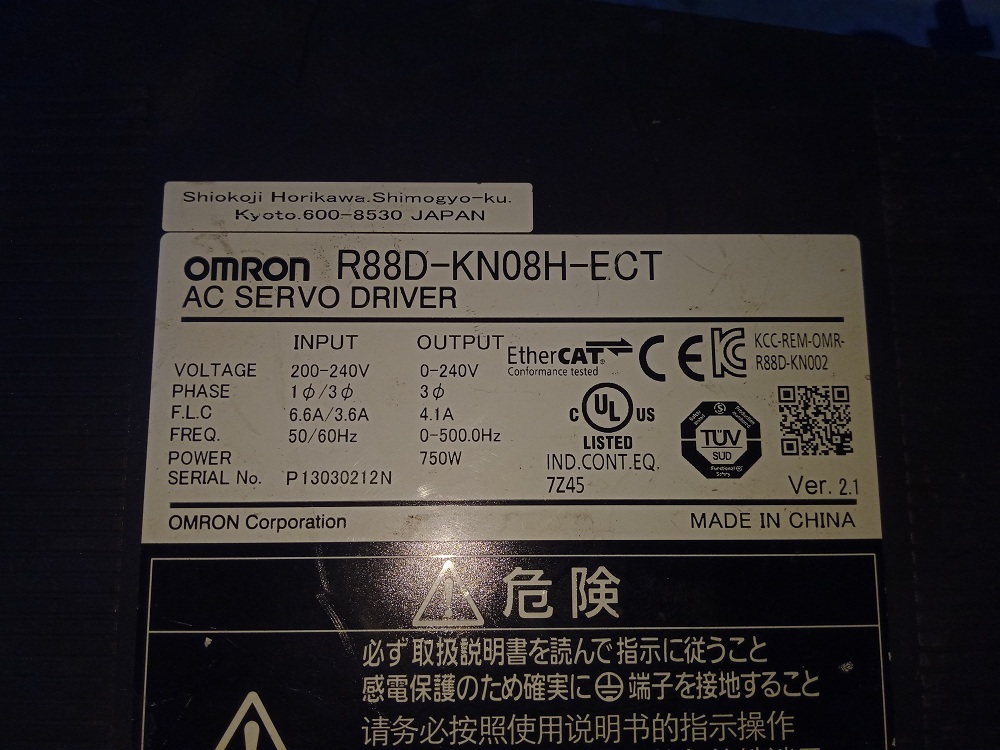 Shiokoji Horikawa.Shimogyo-ku.
Kyoto.600-8530 JAPAN
OMRON R88D-KN08H-ECT
AC SERVO DRIVER
INPUT OUTPUT
VOLTAGE 200-240V 0-240V
PHASE 1φ/3φ 3φ
F.L.C 6.6A/3.6A 4.1A
FREQ. 50/60Hz 0-500.0Hz
POWER 750W
SERIAL No. P13030212N
EtherCAT®
Conformance tested
CE
KC
KCC-REM-OMR-
R88D-KN002
C UL US
LISTED
IND.CONT.EQ.
7Z45
TÜV
SUD
Functional
Safety
Ver. 2.1
OMRON Corporation MADE IN CHINA
危険
必ず取扱説明書を読んで指示に従うこと
感電保護のため確実に端子を接地すること
请务必按照使用说明书的指示操作